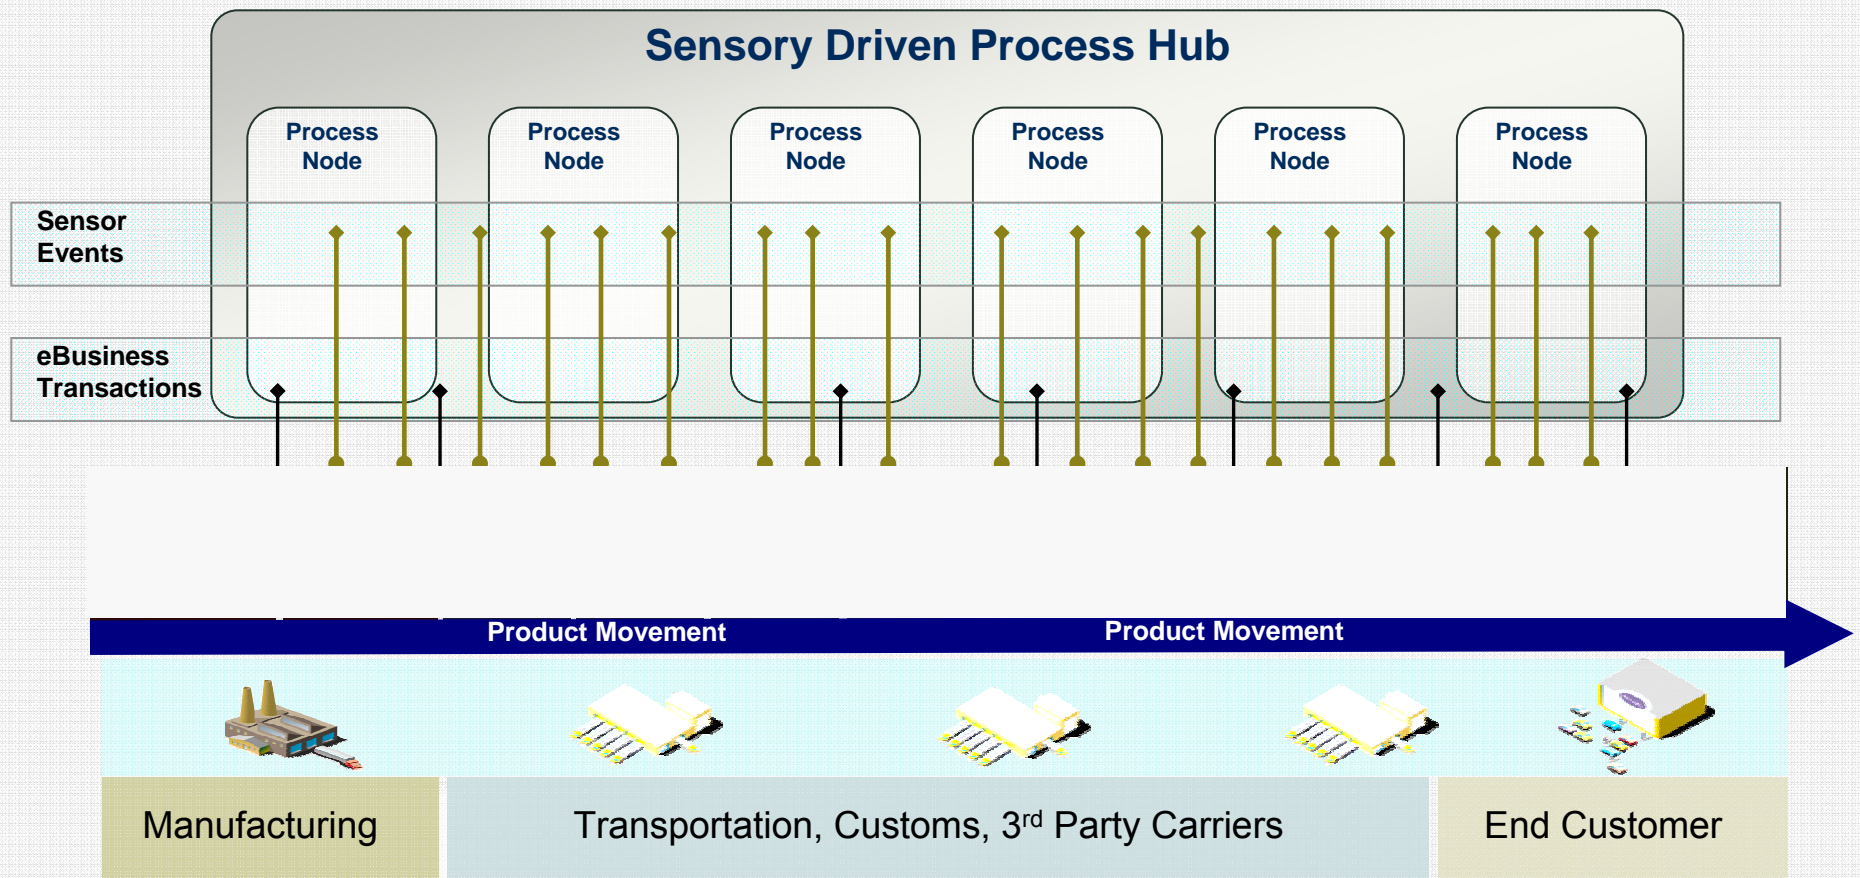 Sensory Driven Process Hub
Process
Node
Process
Node
Process
Node
Process
Node
Process
Node
Process
Node
Sensor
Events
eBusiness
Transactions
Product Movement
Product Movement
Manufacturing
Transportation, Customs, 3rd Party Carriers
End Customer